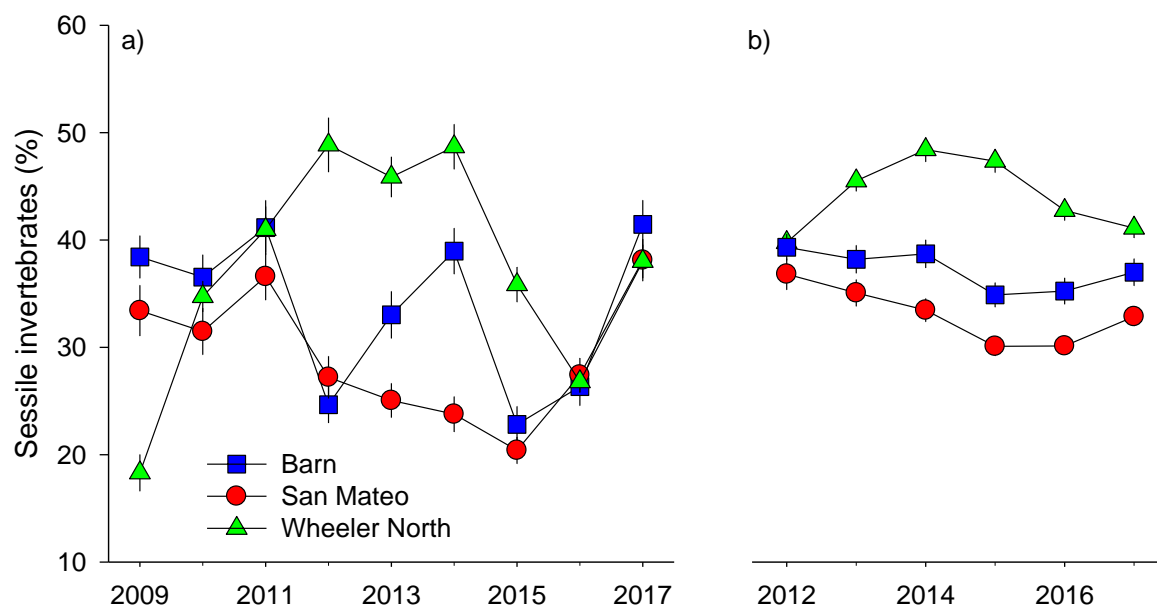 a)
b)
Sessile invertebrates (%)
60
50
40
30
20
10
Barn
San Mateo
Wheeler North
2009 2011 2013 2015 2017
2012 2014 2016